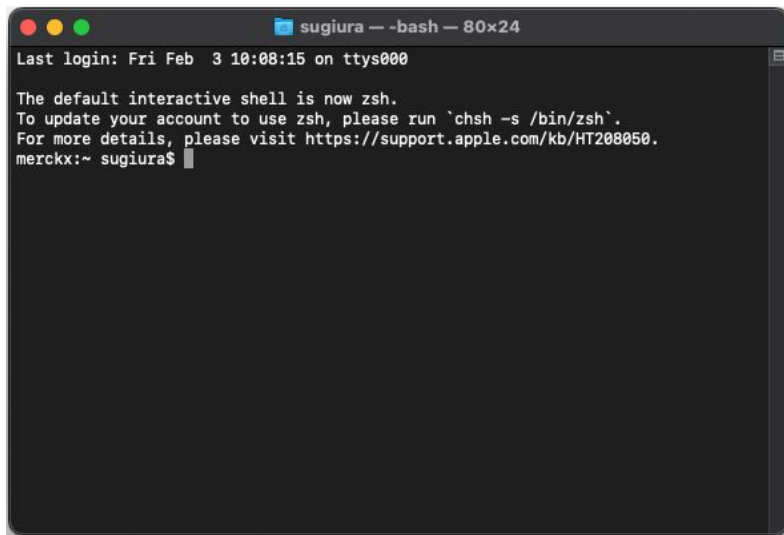 sugiura — -bash — 80×24
Last login: Fri Feb  3 10:08:15 on ttys000
The default interactive shell is now zsh.
To update your account to use zsh, please run `chsh -s /bin/zsh`.
For more details, please visit https://support.apple.com/kb/HT208050.
merckx:~ sugiura$